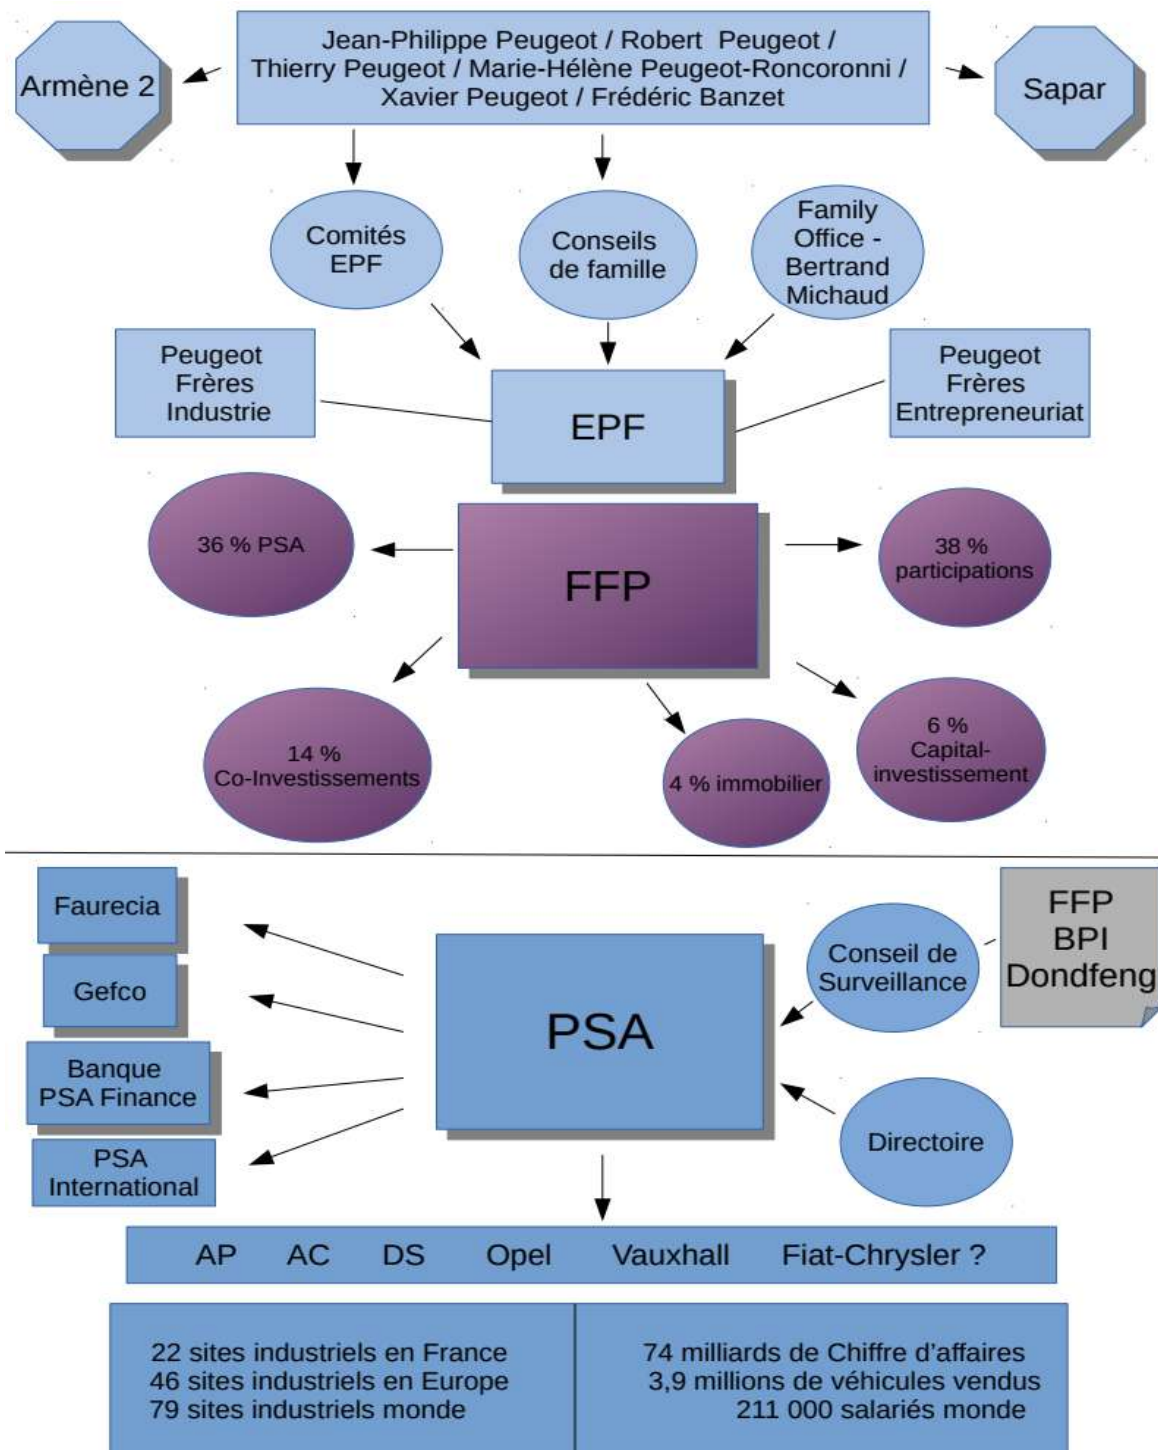 Jean-Philippe Peugeot / Robert Peugeot /
Thierry Peugeot / Marie-Hélène Peugeot-Roncoronni /
Xavier Peugeot / Frédéric Banzet
Armène 2
Sapar
Comités
EPF
Conseils
de famille
Family
Office -
Bertrand
Michaud
Peugeot
Frères
Industrie
EPF
Peugeot
Frères
Entrepreneuriat
36 % PSA
FFP
38 %
participations
14 %
Co-Investissements
4 % immobilier
6 %
Capital-
investissement
Faurecia
Gefco
Banque
PSA Finance
PSA
International
PSA
Conseil de
Surveillance
FFP
BPI
Dondfeng
Directoire
AP AC DS Opel Vauxhall Fiat-Chrysler ?
22 sites industriels en France
46 sites industriels en Europe
79 sites industriels monde
74 milliards de Chiffre d'affaires
3,9 millions de véhicules vendus
211 000 salariés monde